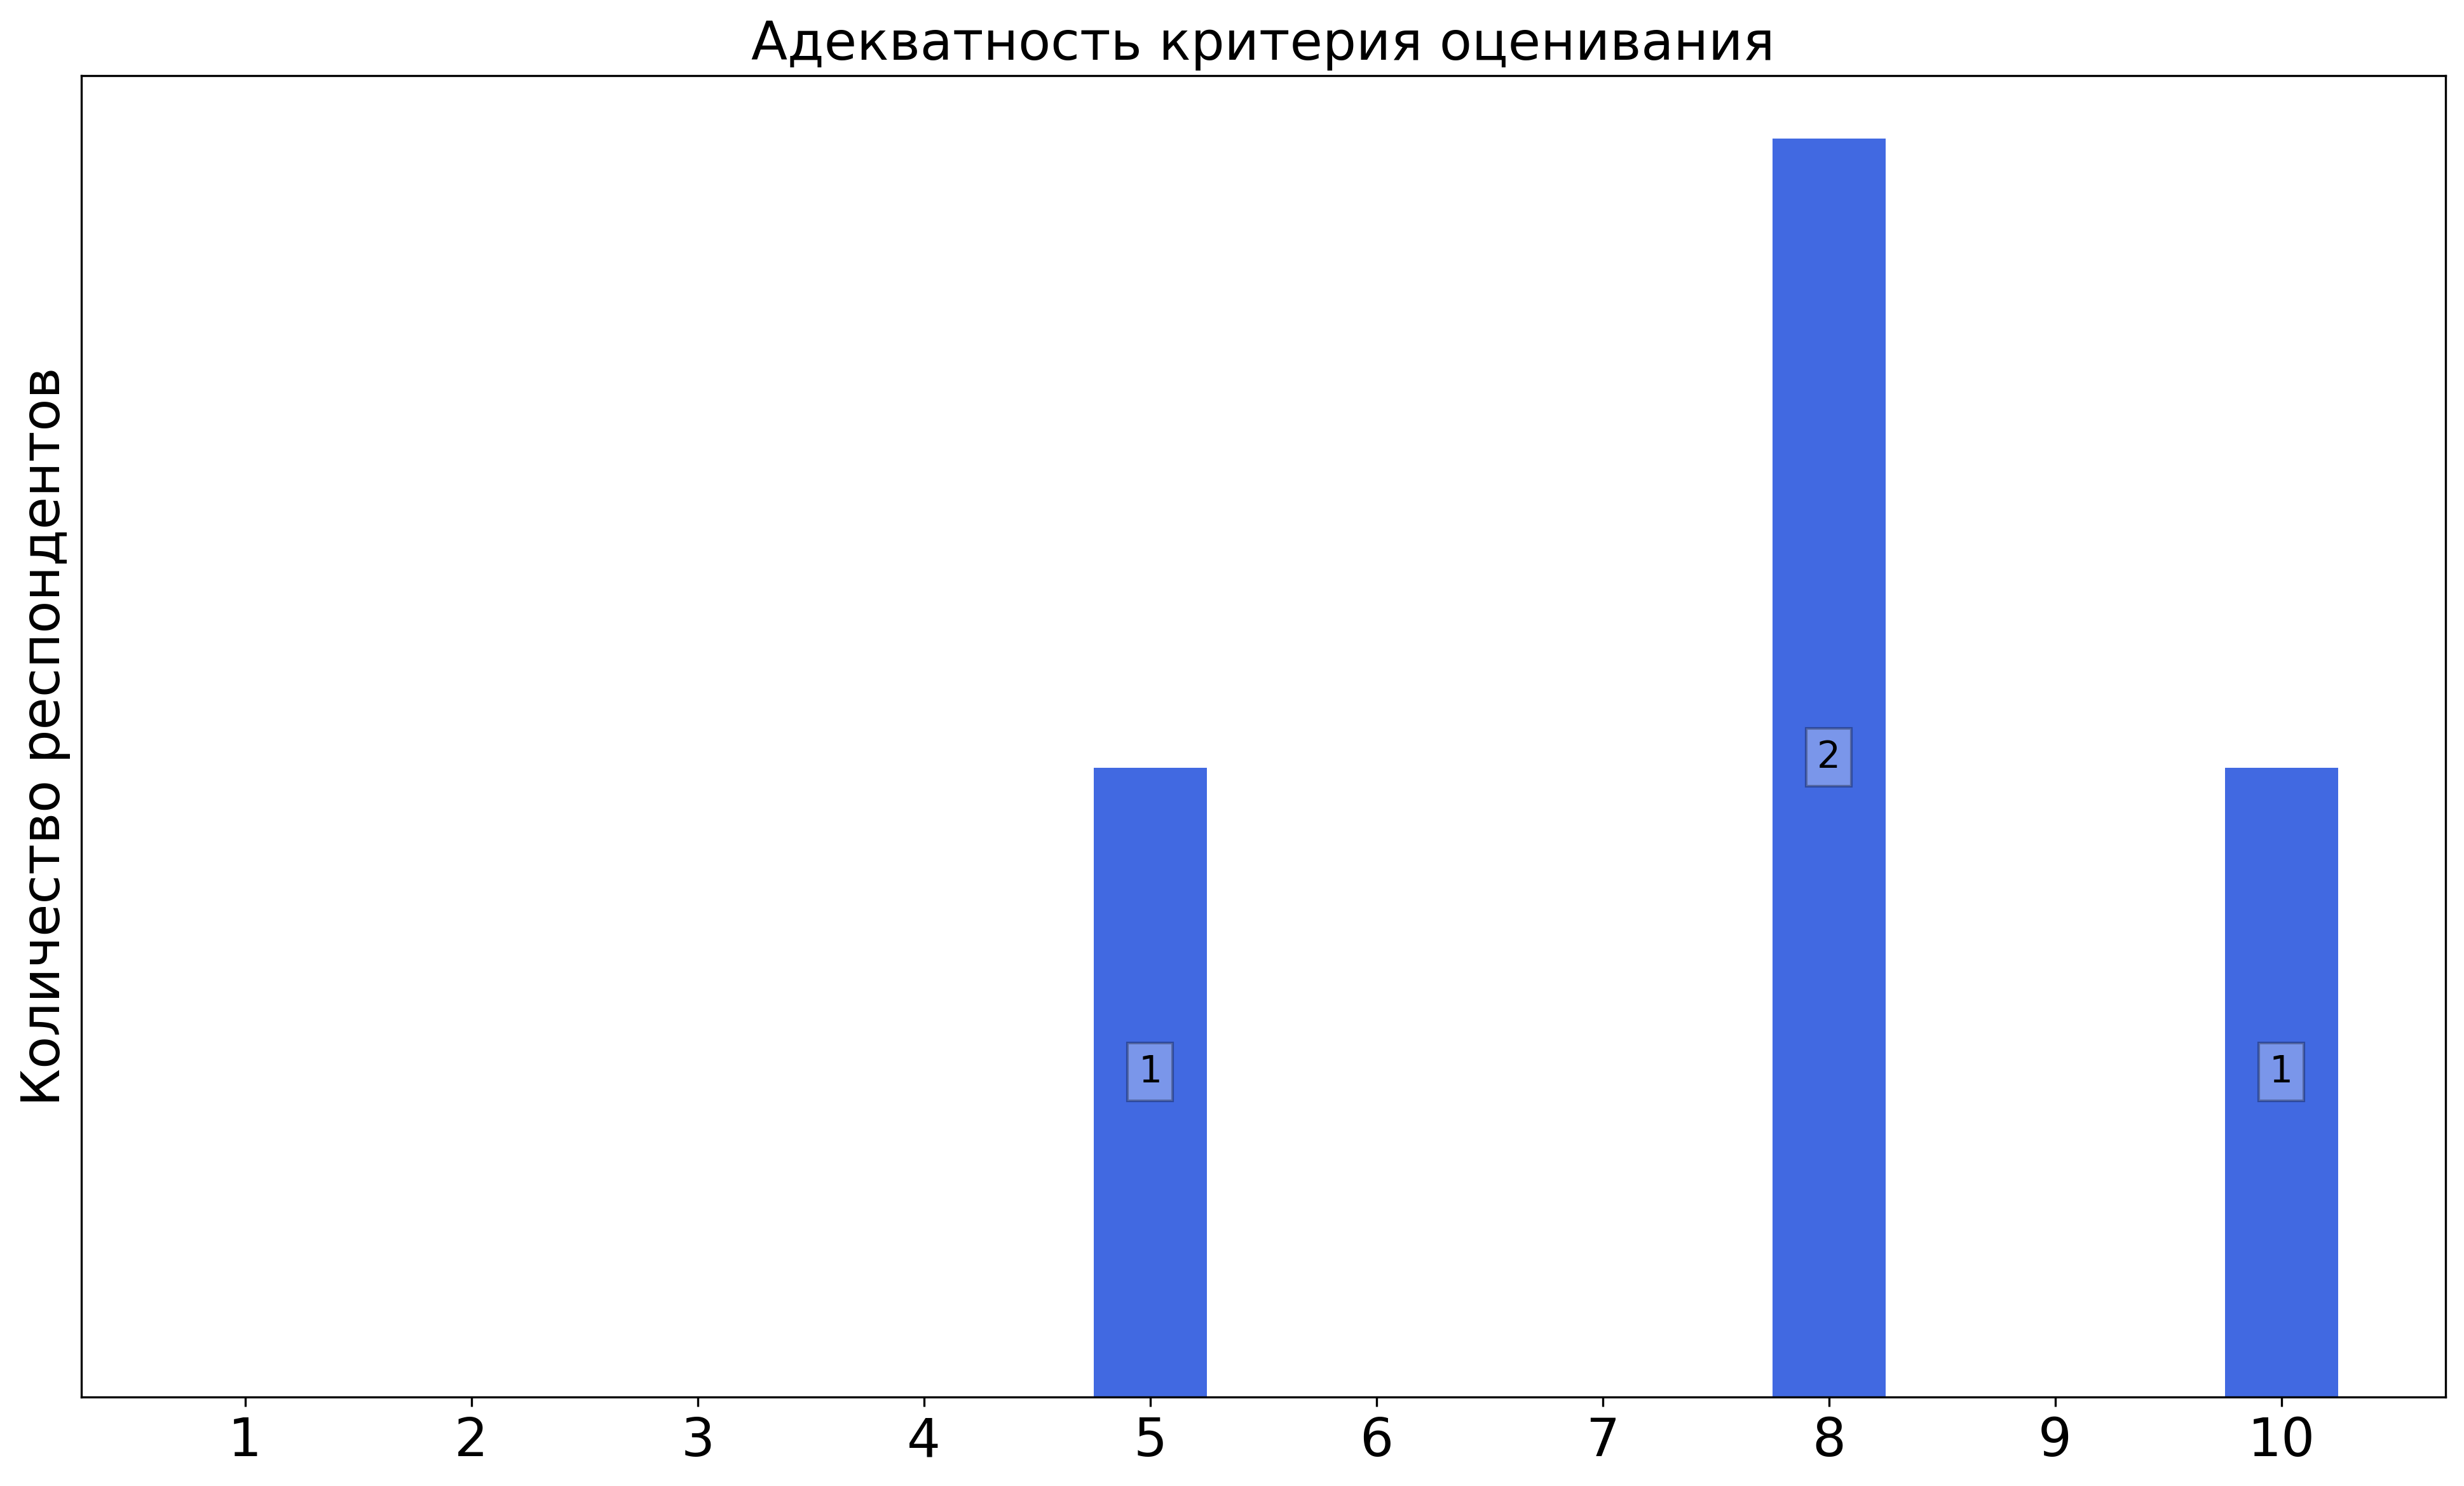 Адекватность критерия оценивания
Количество респондентов
2
1
1
1 2 3 4 5 6 7 8 9 10